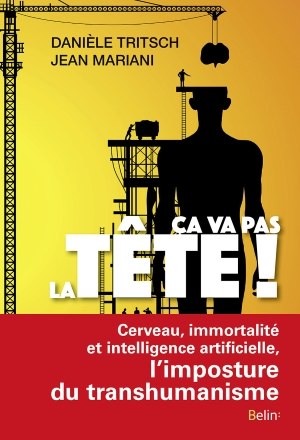 DANIÈLE TRITSCH
JEAN MARIANI
ÇA VA PAS
LA TÊTE !
Cerveau, immortalité
et intelligence artificielle,
l'imposture
du transhumanisme
Belin: